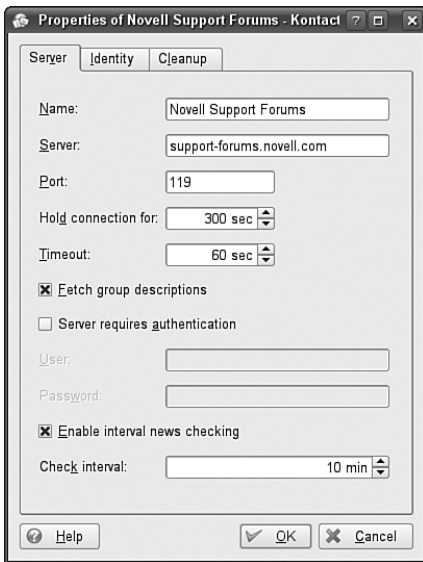 Properties of Novell Support Forums - Kontact ?
Server Identity Cleanup
Name: Novell Support Forums
Server: support-forums.novell.com
Port: 119
Hold connection for: 300 sec
Timeout: 60 sec
Fetch group descriptions
Server requires authentication
User:
Password:
Enable interval news checking
Check interval: 10 min
Help OK Cancel